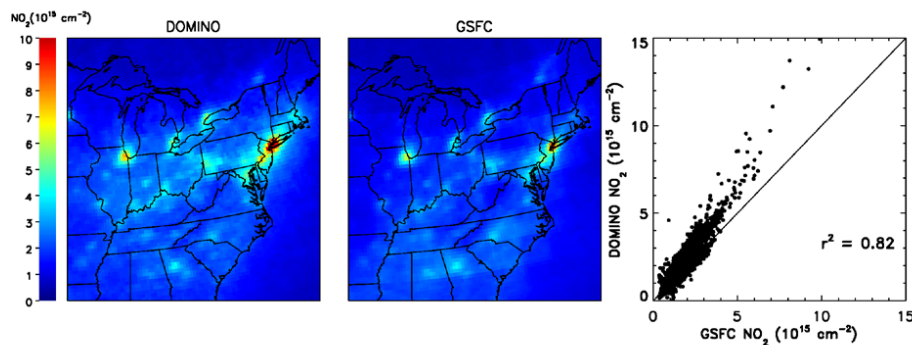 NO₂(10¹⁵ cm⁻²)
DOMINO
GSFC
10
9
8
7
6
5
4
3
2
1
0
15
10
5
0
DOMINO NO₂ (10¹⁵ cm⁻²)
r² = 0.82
0 5 10 15
GSFC NO₂ (10¹⁵ cm⁻²)